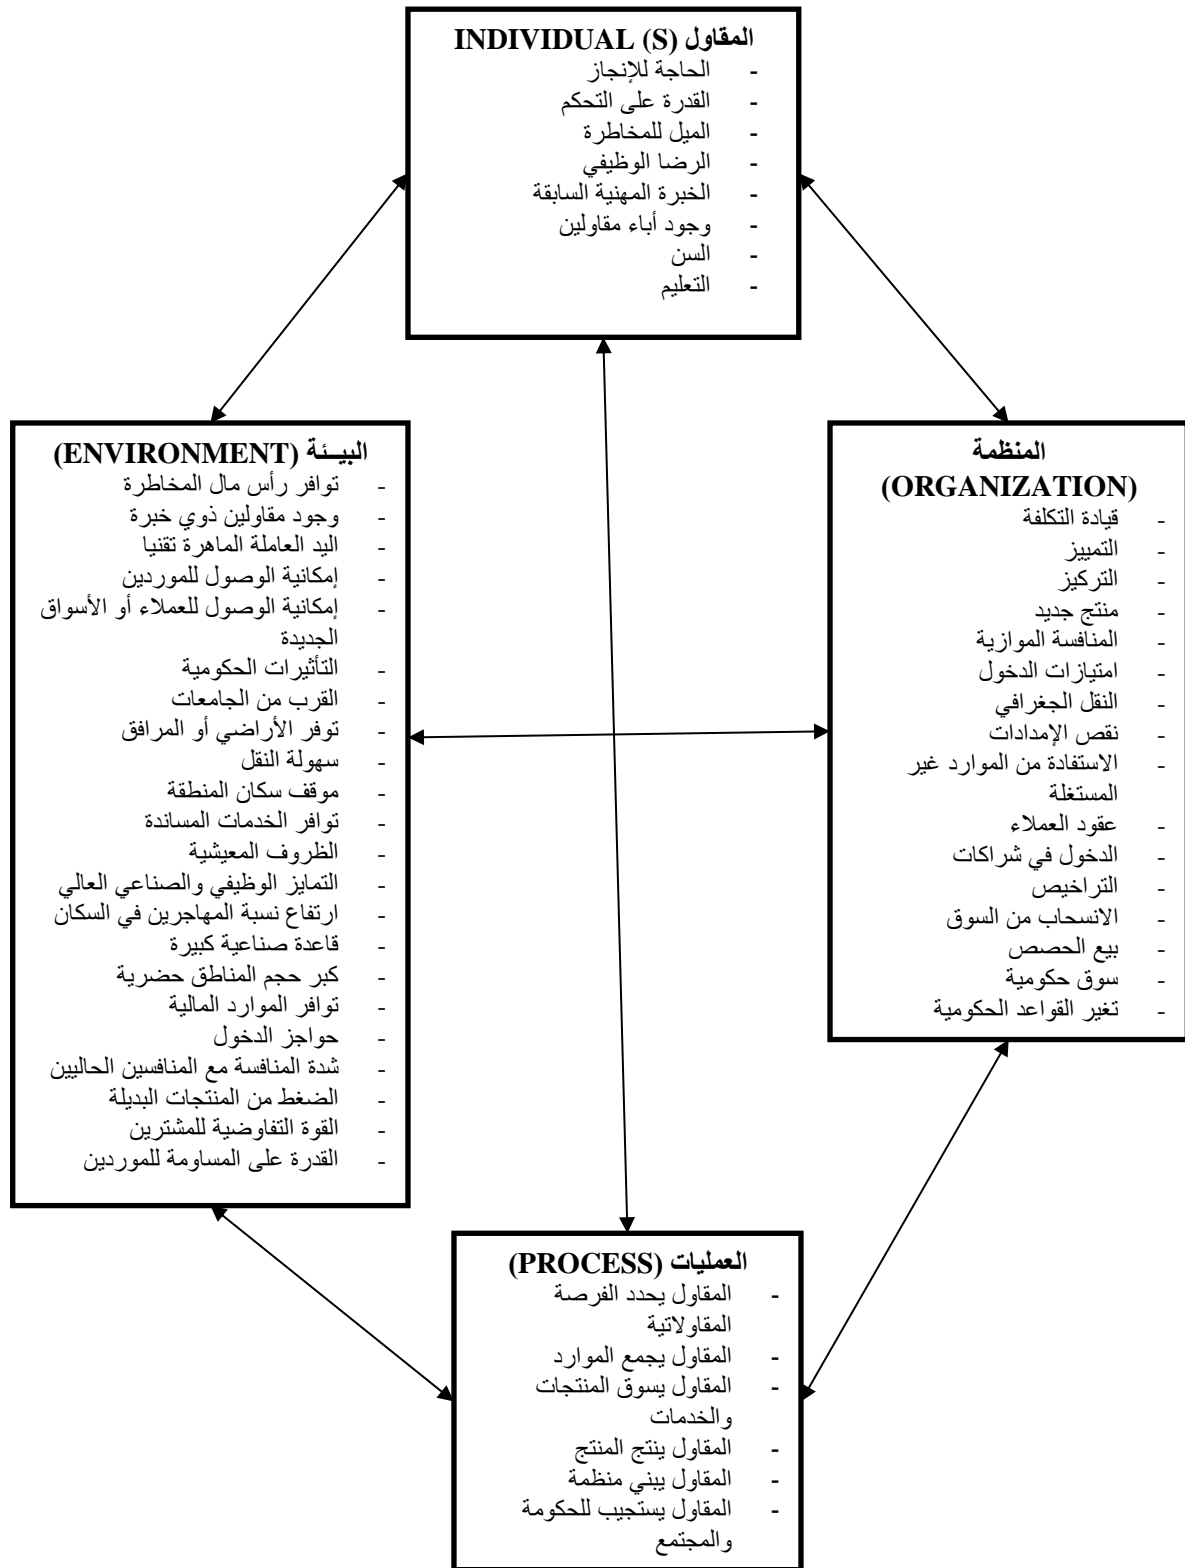 المقاول INDIVIDUAL (S)
- الحاجة للإنجاز
- القدرة على التحكم
- الميل للمخاطرة
- الرضا الوظيفي
- الخبرة المهنية السابقة
- وجود أباء مقاولين
- السن
- التعليم
المنظمة
(ORGANIZATION)
- قيادة التكلفة
- التمييز
- التركيز
- منتج جديد
- المنافسة الموازية
- امتيازات الدخول
- النقل الجغرافي
- نقص الإمدادات
- الاستفادة من الموارد غير
المستغلة
- عقود العملاء
- الدخول في شراكات
- التراخيص
- الانسحاب من السوق
- بيع الحصص
- سوق حكومية
- تغير القواعد الحكومية
البيـــئة (ENVIRONMENT)
- توافر رأس مال المخاطرة
- وجود مقاولين ذوي خبرة
- اليد العاملة الماهرة تقنيا
- إمكانية الوصول للموردين
- إمكانية الوصول للعملاء أو الأسواق
الجديدة
- التأثيرات الحكومية
- القرب من الجامعات
- توفر الأراضي أو المرافق
- سهولة النقل
- موقف سكان المنطقة
- توافر الخدمات المساندة
- الظروف المعيشية
- التمايز الوظيفي والصناعي العالي
- ارتفاع نسبة المهاجرين في السكان
- قاعدة صناعية كبيرة
- كبر حجم المناطق حضرية
- توافر الموارد المالية
- حواجز الدخول
- شدة المنافسة مع المنافسين الحاليين
- الضغط من المنتجات البديلة
- القوة التفاوضية للمشترين
- القدرة على المساومة للموردين
العمليات (PROCESS)
- المقاول يحدد الفرصة
المقاولاتية
- المقاول يجمع الموارد
- المقاول يسوق المنتجات
والخدمات
- المقاول ينتج المنتج
- المقاول يبني منظمة
- المقاول يستجيب للحكومة
والمجتمع